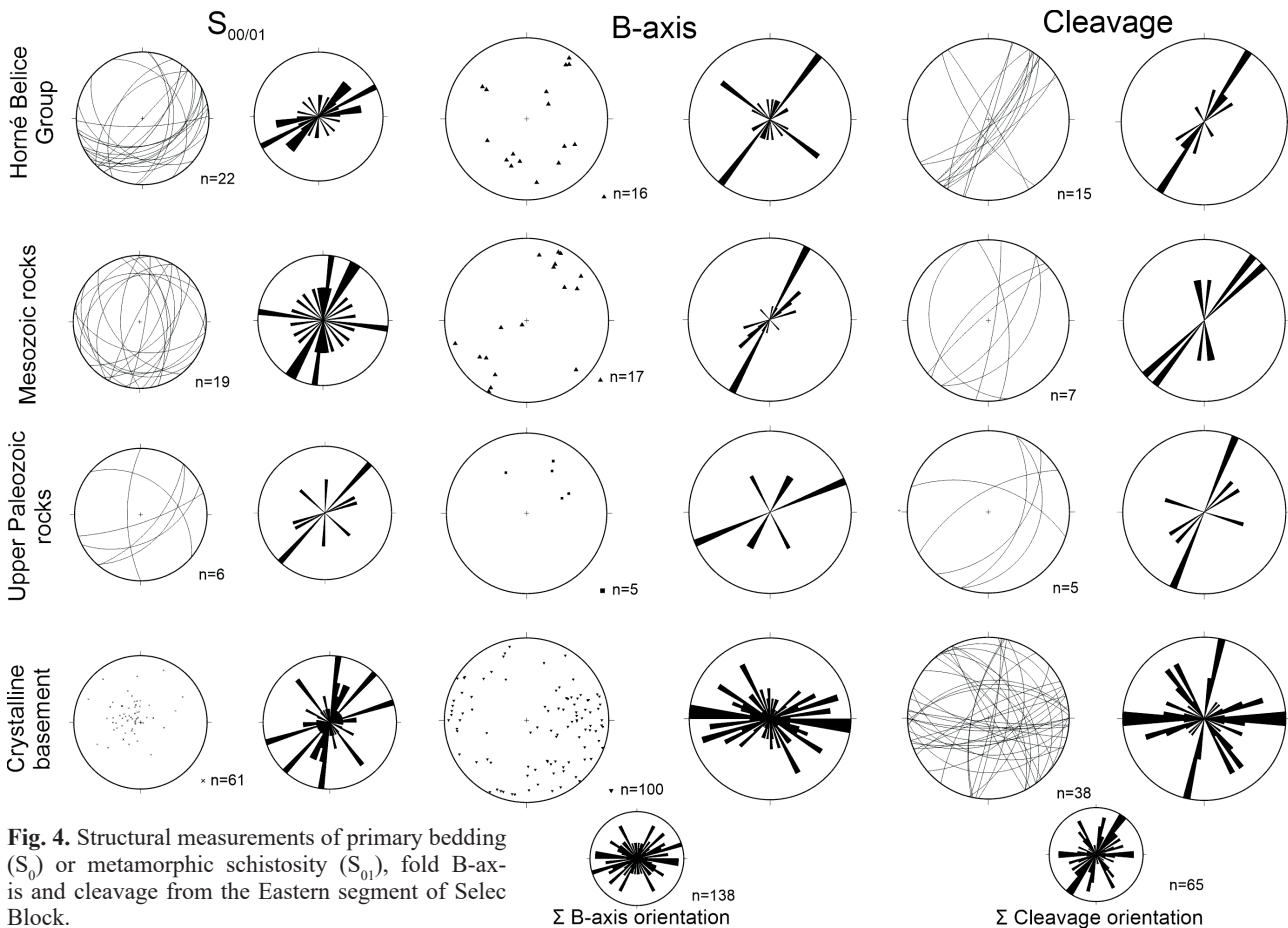 S00/01
B-axis
Cleavage
Horné Belice
Group
n=22
n=16
n=15
Mesozoic rocks
n=19
n=17
n=7
Upper Paleozoic
rocks
n=6
n=5
n=5
Crystalline
basement
n=61
n=100
n=38
Fig. 4. Structural measurements of primary bedding
(S0) or metamorphic schistosity (S01), fold B-ax-
is and cleavage from the Eastern segment of Selec
Block.
n=138
Σ B-axis orientation
n=65
Σ Cleavage orientation